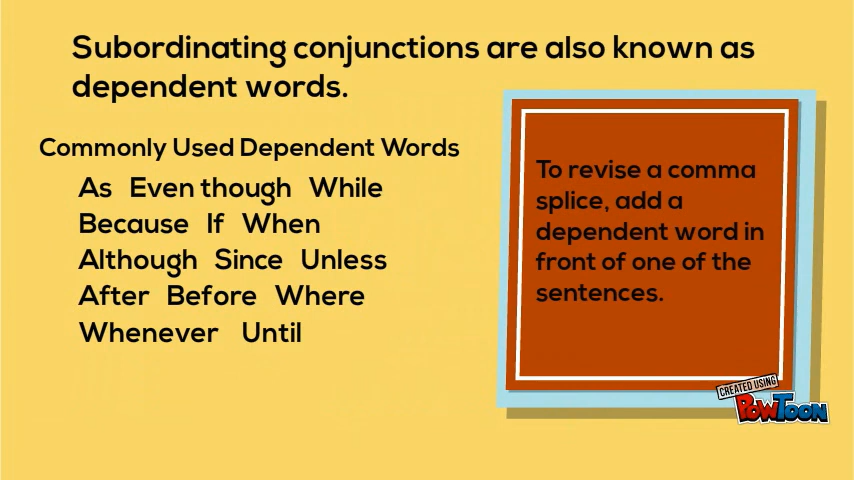 Subordinating conjunctions are also known as
dependent words.
Commonly Used Dependent Words
As Even though While
Because If When
Although Since Unless
After Before Where
Whenever Until
To revise a comma
splice, add a
dependent word in
front of one of the
sentences.
CREATED USING
POWTOON